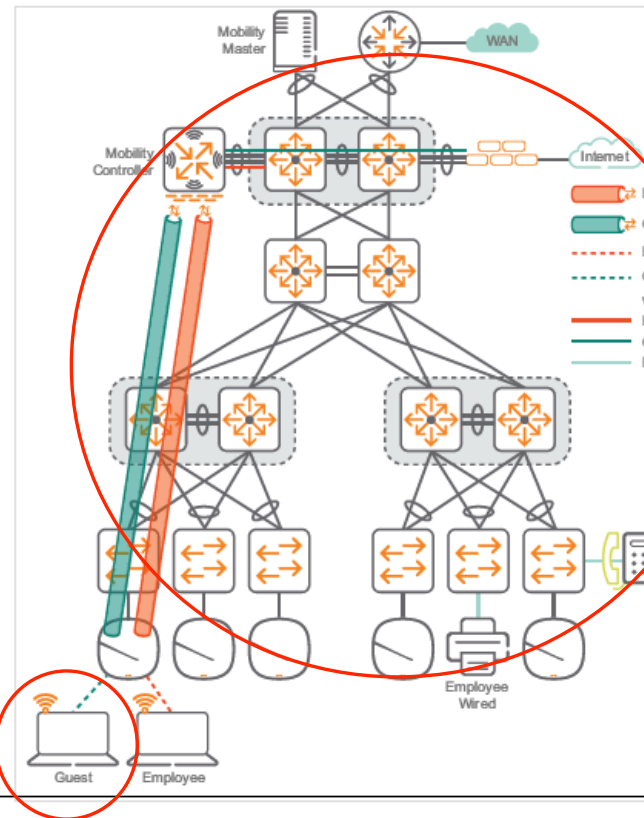 Mobility
Master
WAN
Mobility
Controller
Internet
Employee
Wired
Guest
Employee